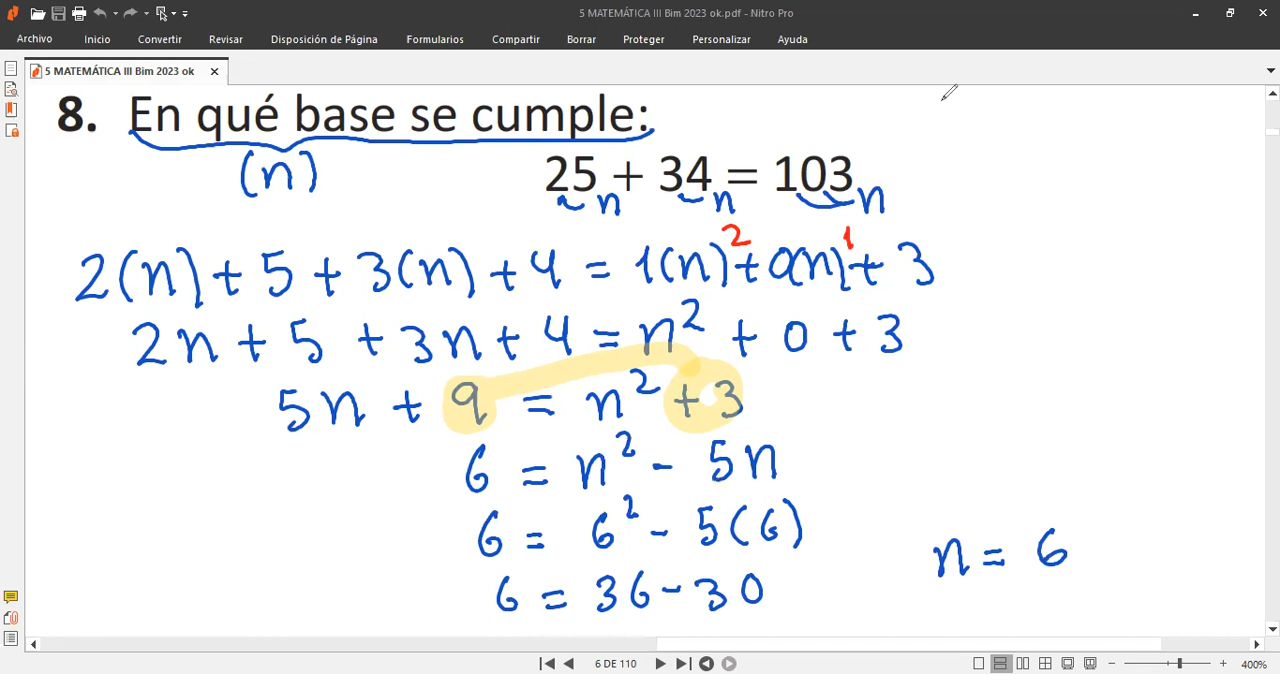 5 MATEMÁTICA III Bim 2023 ok.pdf - Nitro Pro
Archivo Inicio Convertir Revisar Disposición de Página Formularios Compartir Borrar Proteger Personalizar Ayuda
5 MATEMÁTICA III Bim 2023 ok
8. En qué base se cumple:
(n) 25 + 34 = 103
n n n
2(n) + 5 + 3(n) + 4 = 1(n)² + 0(n)¹ + 3
2n + 5 + 3n + 4 = n² + 0 + 3
5n + 9 = n² + 3
6 = n² - 5n
6 = 6² - 5(6)
n = 6
6 = 36 - 30
6 DE 110
400%